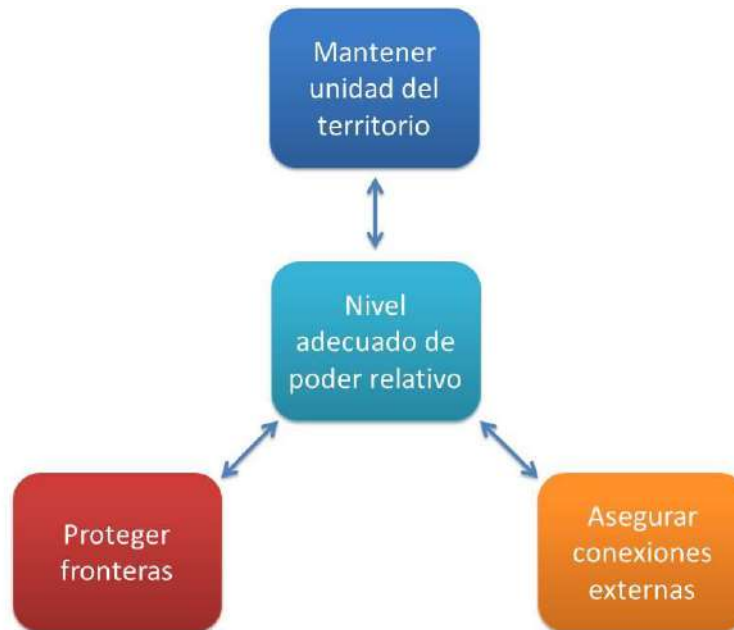 Mantener
unidad del
territorio
Nivel
adecuado de
poder relativo
Proteger
fronteras
Asegurar
conexiones
externas